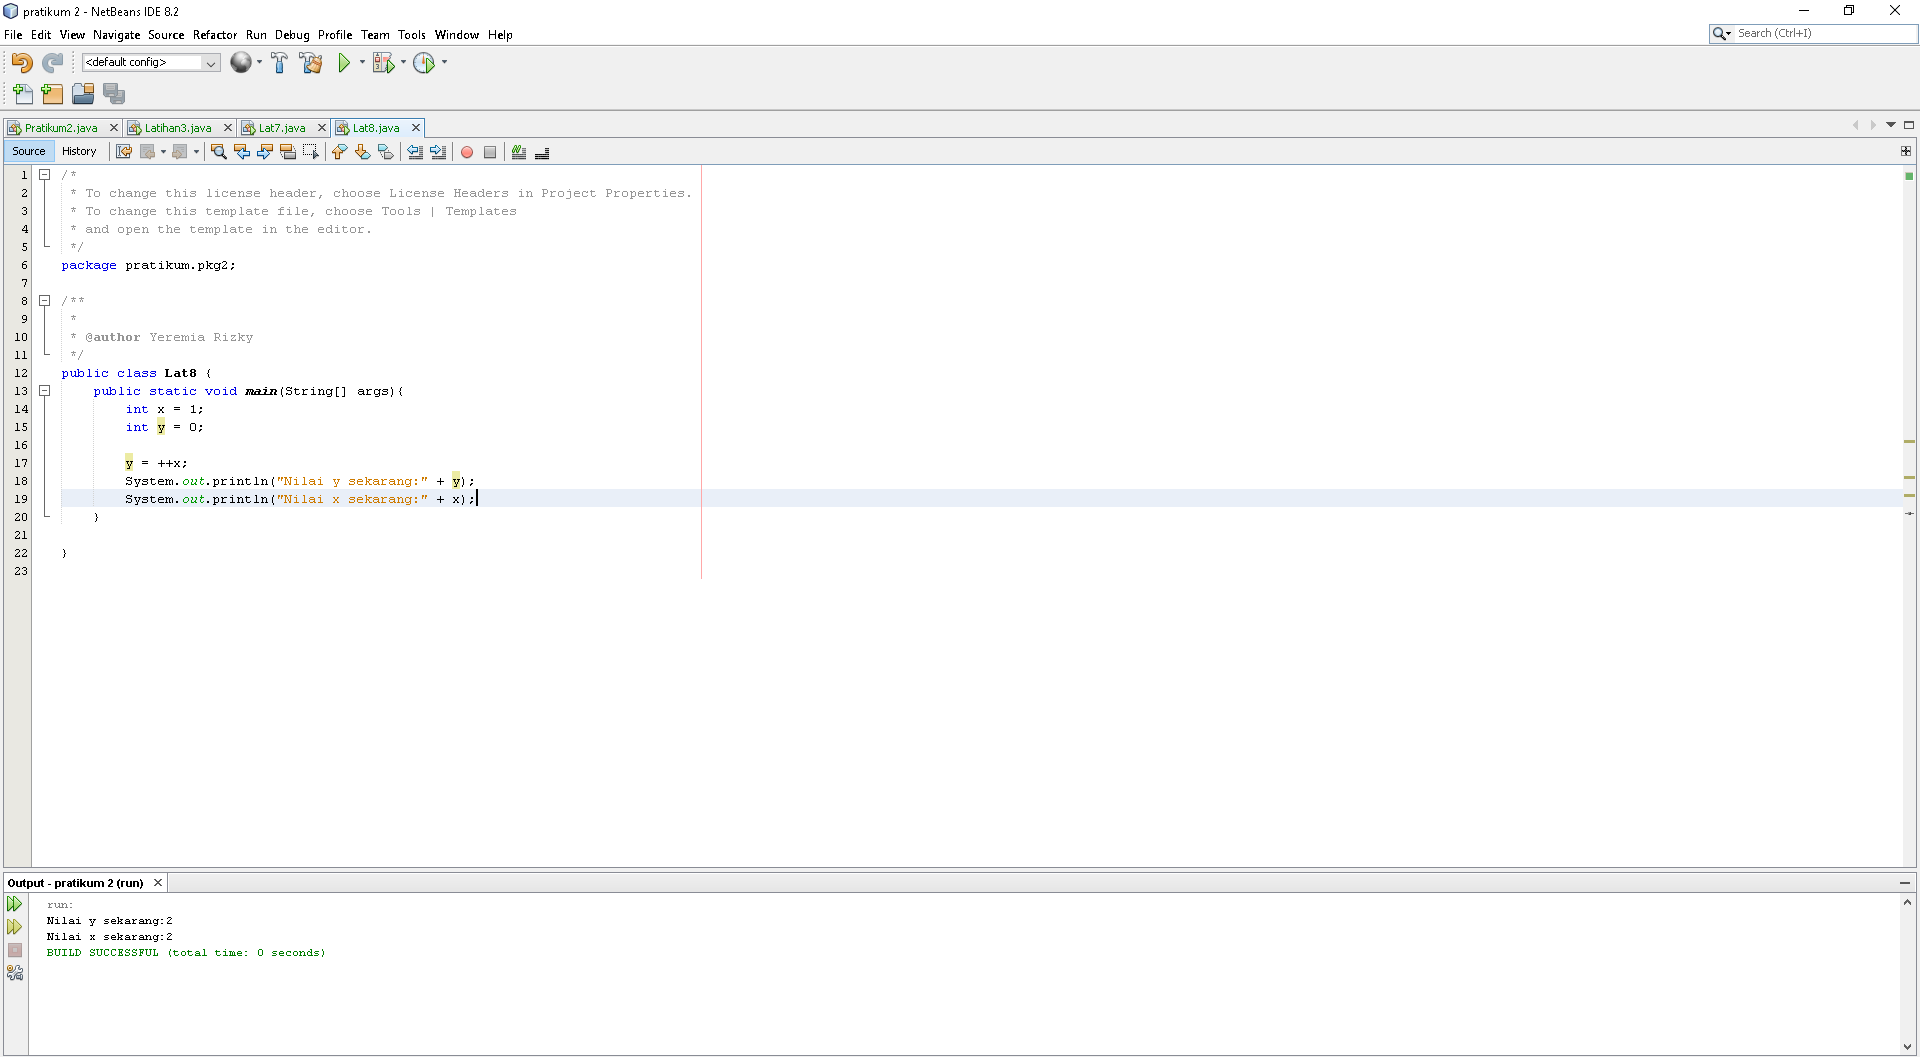 pratikum 2 - NetBeans IDE 8.2
File Edit View Navigate Source Refactor Run Debug Profile Team Tools Window Help
Search (Ctrl+I)
<default config>
Pratikum2.java Latihan3.java Lat7.java Lat8.java
Source History
1 /*
2 * To change this license header, choose License Headers in Project Properties.
3 * To change this template file, choose Tools | Templates
4 * and open the template in the editor.
5 */
6 package pratikum.pkg2;
7
8 /**
9 *
10 * @author Yeremia Rizky
11 */
12 public class Lat8 {
13 public static void main(String[] args){
14 int x = 1;
15 int y = 0;
16
17 y = ++x;
18 System.out.println("Nilai y sekarang:" + y);
19 System.out.println("Nilai x sekarang:" + x);
20 }
21
22 }
23
Output - pratikum 2 (run)
run:
Nilai y sekarang:2
Nilai x sekarang:2
BUILD SUCCESSFUL (total time: 0 seconds)